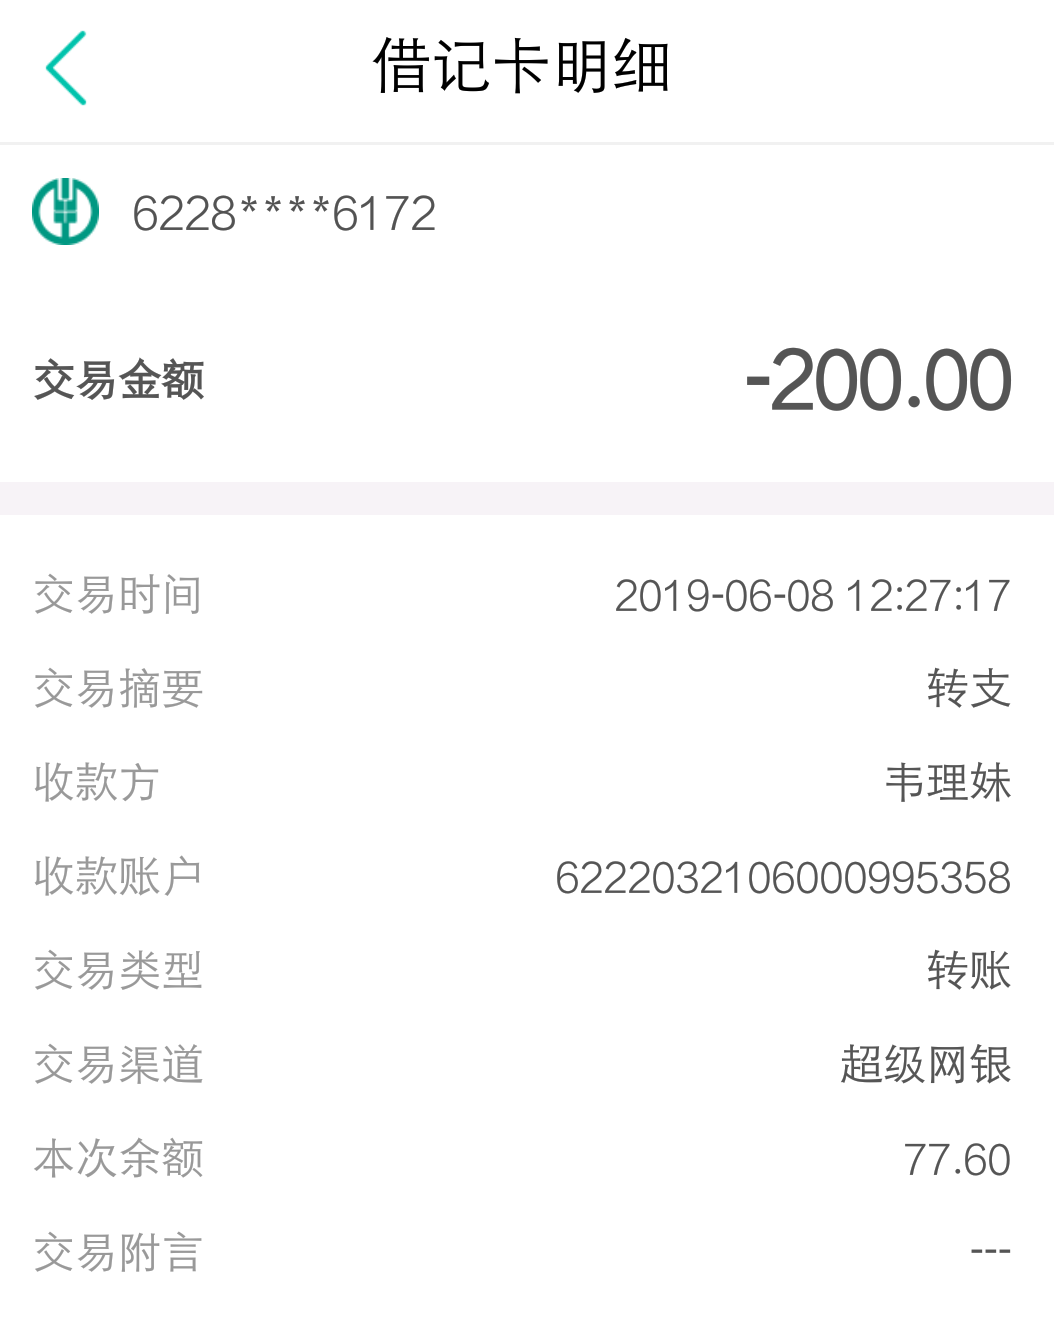 借记卡明细
6228****6172
交易金额 -200.00
交易时间 2019-06-08 12:27:17
交易摘要 转支
收款方 韦理妹
收款账户 6222032106000995358
交易类型 转账
交易渠道 超级网银
本次余额 77.60
交易附言 ---